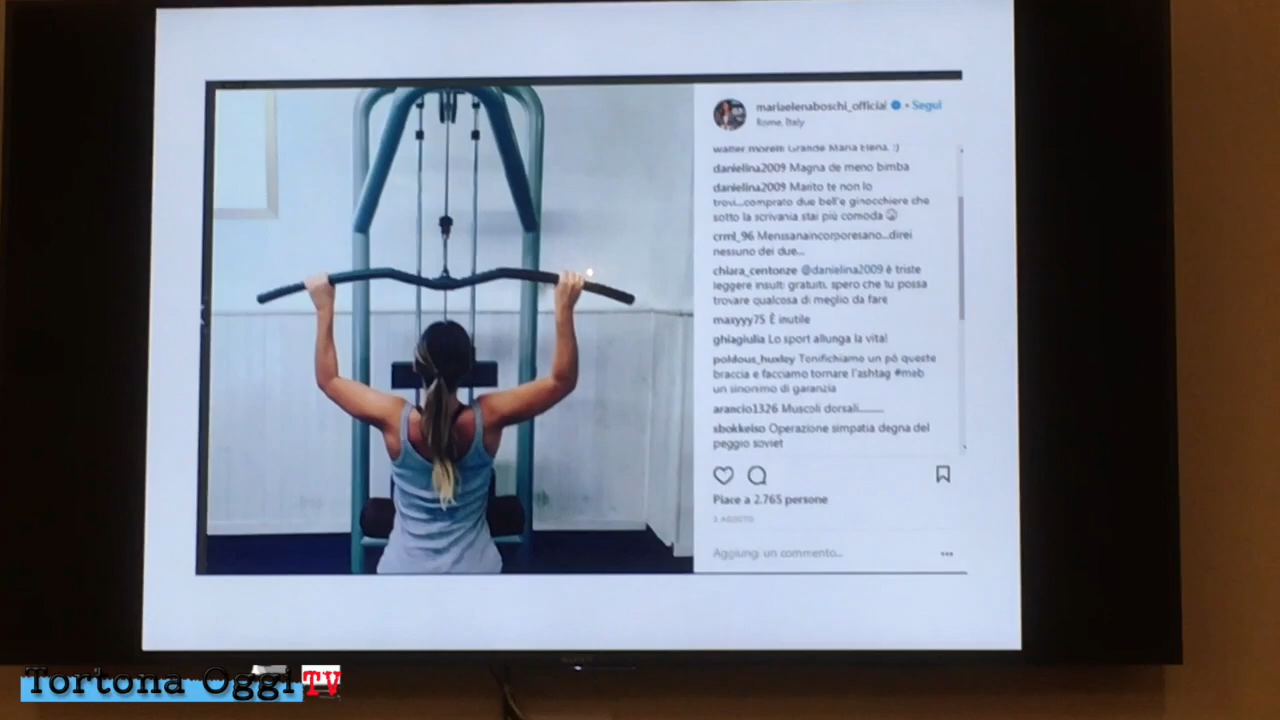 mariaelenaboschi_official • Segui
Rome, Italy
walter.morelli Grande Maria Elena. :)
danielina2009 Magna de meno bimba
danielina2009 Marito te non lo
trovi...comprato due bell'e ginocchiere che
sotto la scrivania stai più comoda
crml_96 Menssanaincorporesano...direi
nessuno dei due...
chiara_centonze @danielina2009 è triste
leggere insulti gratuiti, spero che tu possa
trovare qualcosa di meglio da fare
maxyyy75 È inutile
ghiagiulia Lo sport allunga la vita!
poldous_huxley Tonifichiamo un pò queste
braccia e facciamo tornare l'ashtag #meb
un sinonimo di garanzia
arancio1326 Muscoli dorsali.........
sbokkeiso Operazione simpatia degna del
peggio soviet
Piace a 2.765 persone
2 AGOSTO
Aggiungi un commento...
Tortona Oggi TV